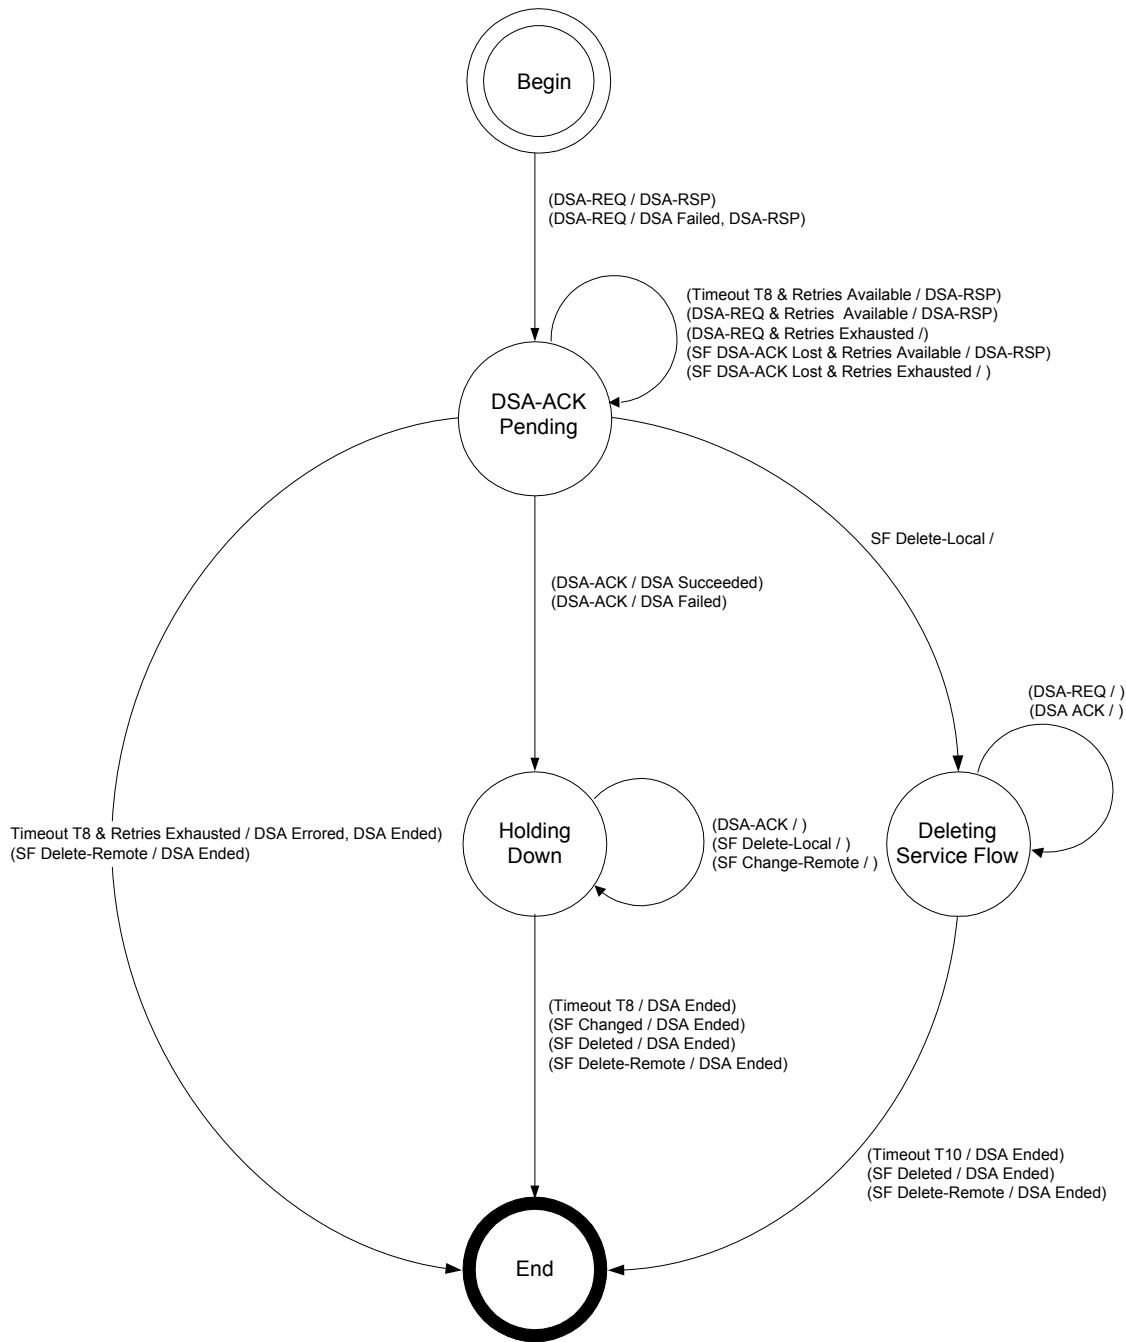 Begin
(DSA-REQ / DSA-RSP)
(DSA-REQ / DSA Failed, DSA-RSP)
(Timeout T8 & Retries Available / DSA-RSP)
(DSA-REQ & Retries  Available / DSA-RSP)
(DSA-REQ & Retries Exhausted /)
(SF DSA-ACK Lost & Retries Available / DSA-RSP)
(SF DSA-ACK Lost & Retries Exhausted / )
DSA-ACK
Pending
SF Delete-Local /
(DSA-ACK / DSA Succeeded)
(DSA-ACK / DSA Failed)
(DSA-REQ / )
(DSA ACK / )
Timeout T8 & Retries Exhausted / DSA Errored, DSA Ended)
(SF Delete-Remote / DSA Ended)
Holding
Down
(DSA-ACK / )
(SF Delete-Local / )
(SF Change-Remote / )
Deleting
Service Flow
(Timeout T8 / DSA Ended)
(SF Changed / DSA Ended)
(SF Deleted / DSA Ended)
(SF Delete-Remote / DSA Ended)
(Timeout T10 / DSA Ended)
(SF Deleted / DSA Ended)
(SF Delete-Remote / DSA Ended)
End